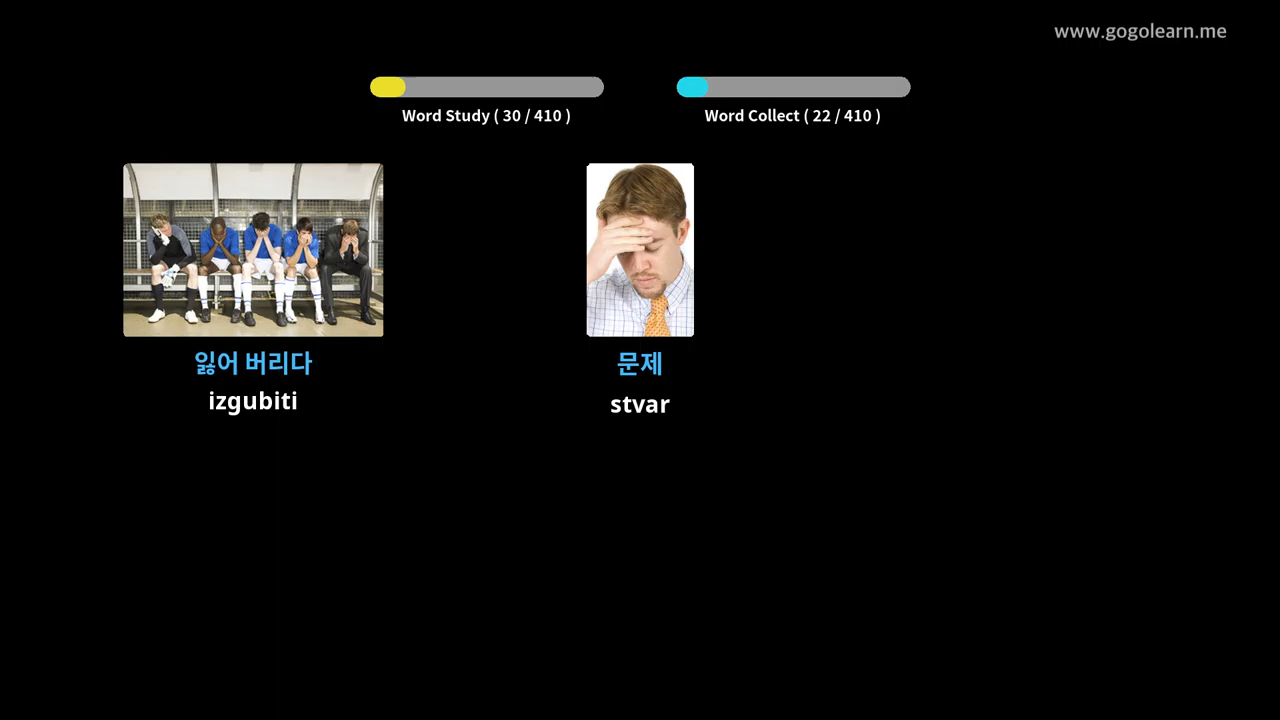 www.gogolearn.me
Word Study ( 30 / 410 )
Word Collect ( 22 / 410 )
잃어 버리다
izgubiti
문제
stvar